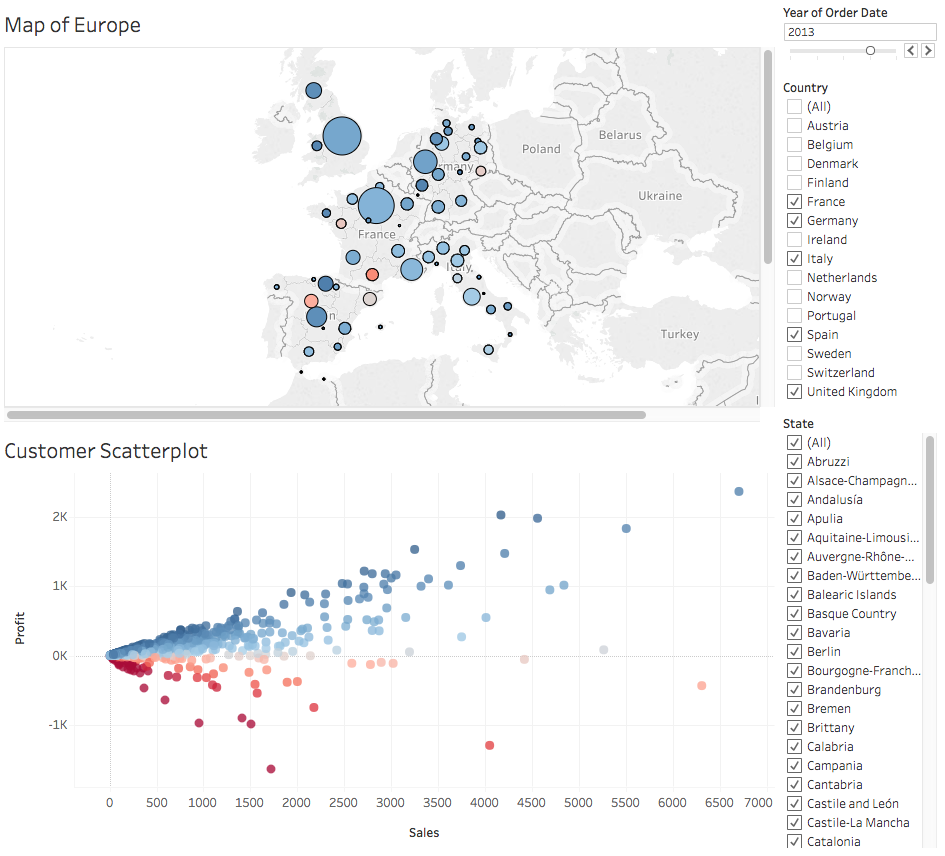 Map of Europe
Belarus
Poland
Ukraine
many
France
Italy
n
Turkey
Customer Scatterplot
Profit
2K
1K
0K
-1K
0 500 1000 1500 2000 2500 3000 3500 4000 4500 5000 5500 6000 6500 7000
Sales
Year of Order Date
2013
Country
(All)
Austria
Belgium
Denmark
Finland
France
Germany
Ireland
Italy
Netherlands
Norway
Portugal
Spain
Sweden
Switzerland
United Kingdom
State
(All)
Abruzzi
Alsace-Champagn...
Andalusía
Apulia
Aquitaine-Limousi...
Auvergne-Rhône-...
Baden-Württembe...
Balearic Islands
Basque Country
Bavaria
Berlin
Bourgogne-Franch...
Brandenburg
Bremen
Brittany
Calabria
Campania
Cantabria
Castile and León
Castile-La Mancha
Catalonia